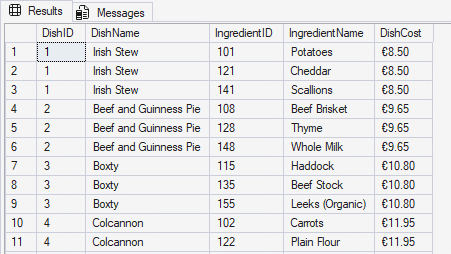 Results Messages
DishID DishName IngredientID IngredientName DishCost
1 1 Irish Stew 101 Potatoes €8.50
2 1 Irish Stew 121 Cheddar €8.50
3 1 Irish Stew 141 Scallions €8.50
4 2 Beef and Guinness Pie 108 Beef Brisket €9.65
5 2 Beef and Guinness Pie 128 Thyme €9.65
6 2 Beef and Guinness Pie 148 Whole Milk €9.65
7 3 Boxty 115 Haddock €10.80
8 3 Boxty 135 Beef Stock €10.80
9 3 Boxty 155 Leeks (Organic) €10.80
10 4 Colcannon 102 Carrots €11.95
11 4 Colcannon 122 Plain Flour €11.95